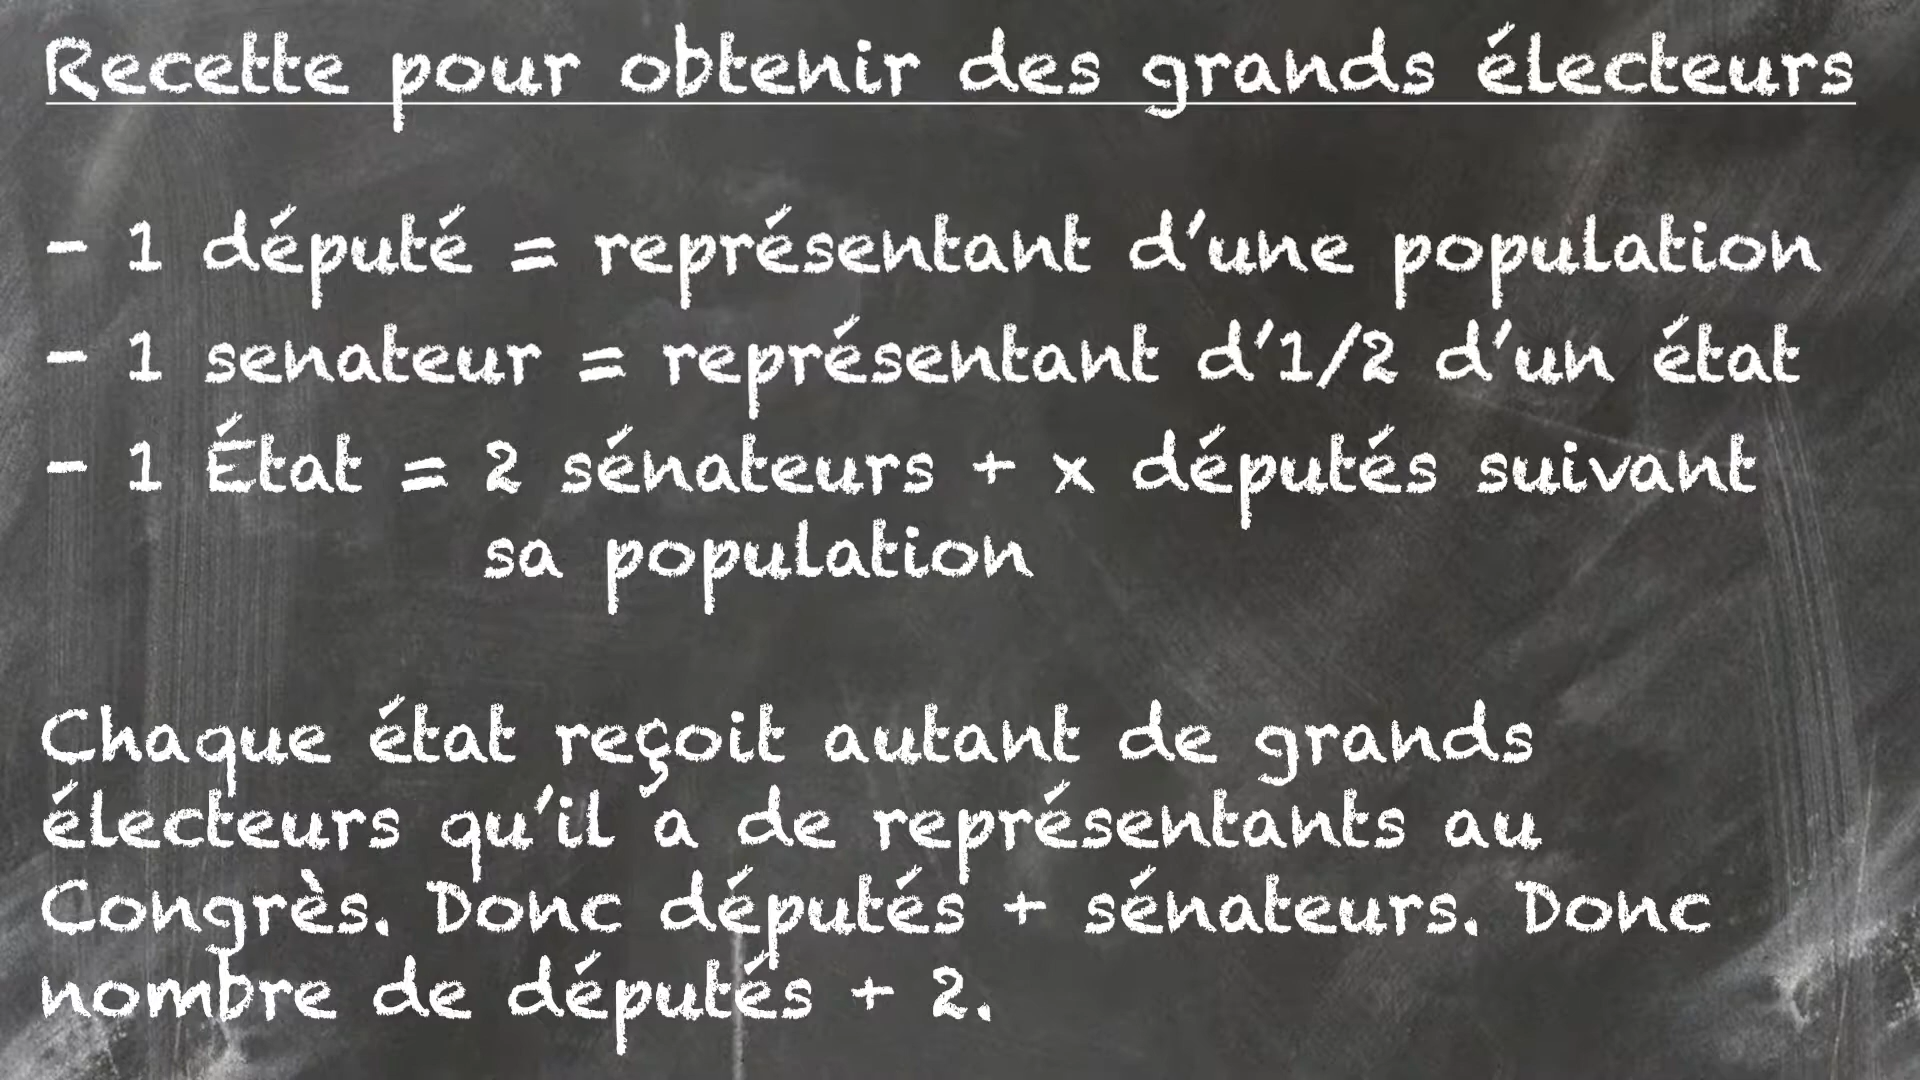 Recette pour obtenir des grands électeurs
- 1 député = représentant d'une population
- 1 senateur = représentant d'1/2 d'un état
- 1 État = 2 sénateurs + x députés suivant
sa population
Chaque état reçoit autant de grands
électeurs qu'il a de représentants au
Congrès. Donc députés + sénateurs. Donc
nombre de députés + 2.